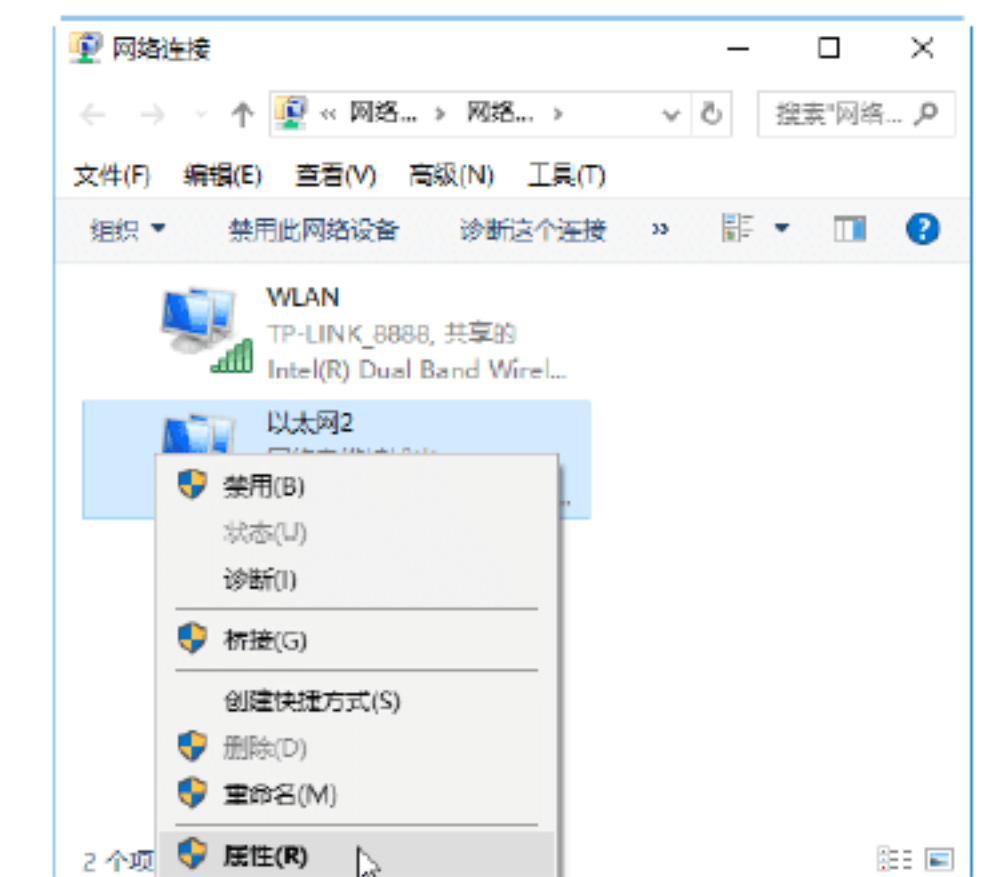 网络连接
« 网络... › 网络... ›
搜索"网络...
文件(F) 编辑(E) 查看(V) 高级(N) 工具(T)
组织 禁用此网络设备 诊断这个连接 »
WLAN
TP-LINK_8888, 共享的
Intel(R) Dual Band Wirel...
以太网2
禁用(B)
状态(U)
诊断(I)
桥接(G)
创建快捷方式(S)
删除(D)
重命名(M)
属性(R)
2 个项